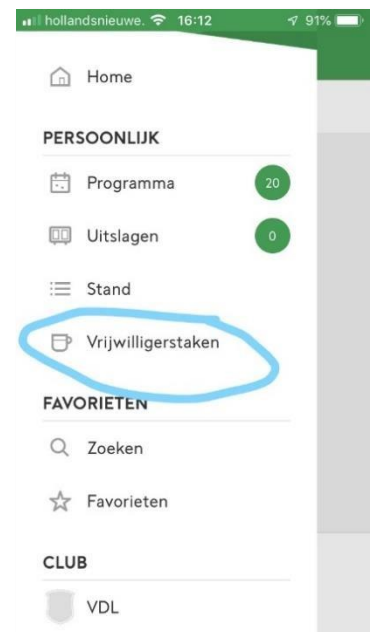 hollandsnieuwe. 16:12 91%
Home
PERSOONLIJK
Programma 20
Uitslagen 0
Stand
Vrijwilligerstaken
FAVORIETEN
Zoeken
Favorieten
CLUB
VDL